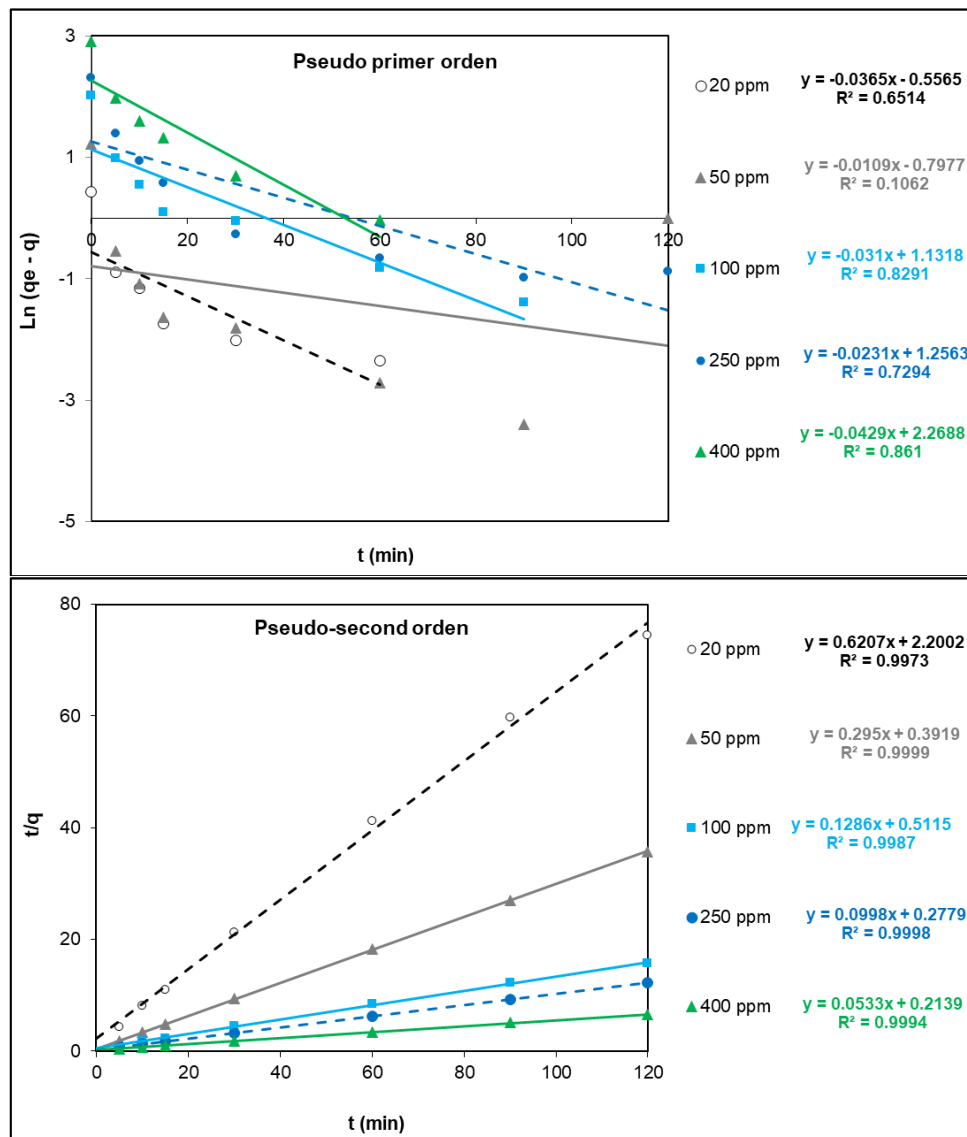 Pseudo primer orden
3
1
-1
-3
-5
0
20
40
60
80
100
120
Ln (qe - q)
t (min)
20 ppm
y = -0.0365x - 0.5565
R² = 0.6514
50 ppm
y = -0.0109x - 0.7977
R² = 0.1062
100 ppm
y = -0.031x + 1.1318
R² = 0.8291
250 ppm
y = -0.0231x + 1.2563
R² = 0.7294
400 ppm
y = -0.0429x + 2.2688
R² = 0.861
Pseudo-second orden
80
60
40
20
0
0
20
40
60
80
100
120
t/q
t (min)
20 ppm
y = 0.6207x + 2.2002
R² = 0.9973
50 ppm
y = 0.295x + 0.3919
R² = 0.9999
100 ppm
y = 0.1286x + 0.5115
R² = 0.9987
250 ppm
y = 0.0998x + 0.2779
R² = 0.9998
400 ppm
y = 0.0533x + 0.2139
R² = 0.9994